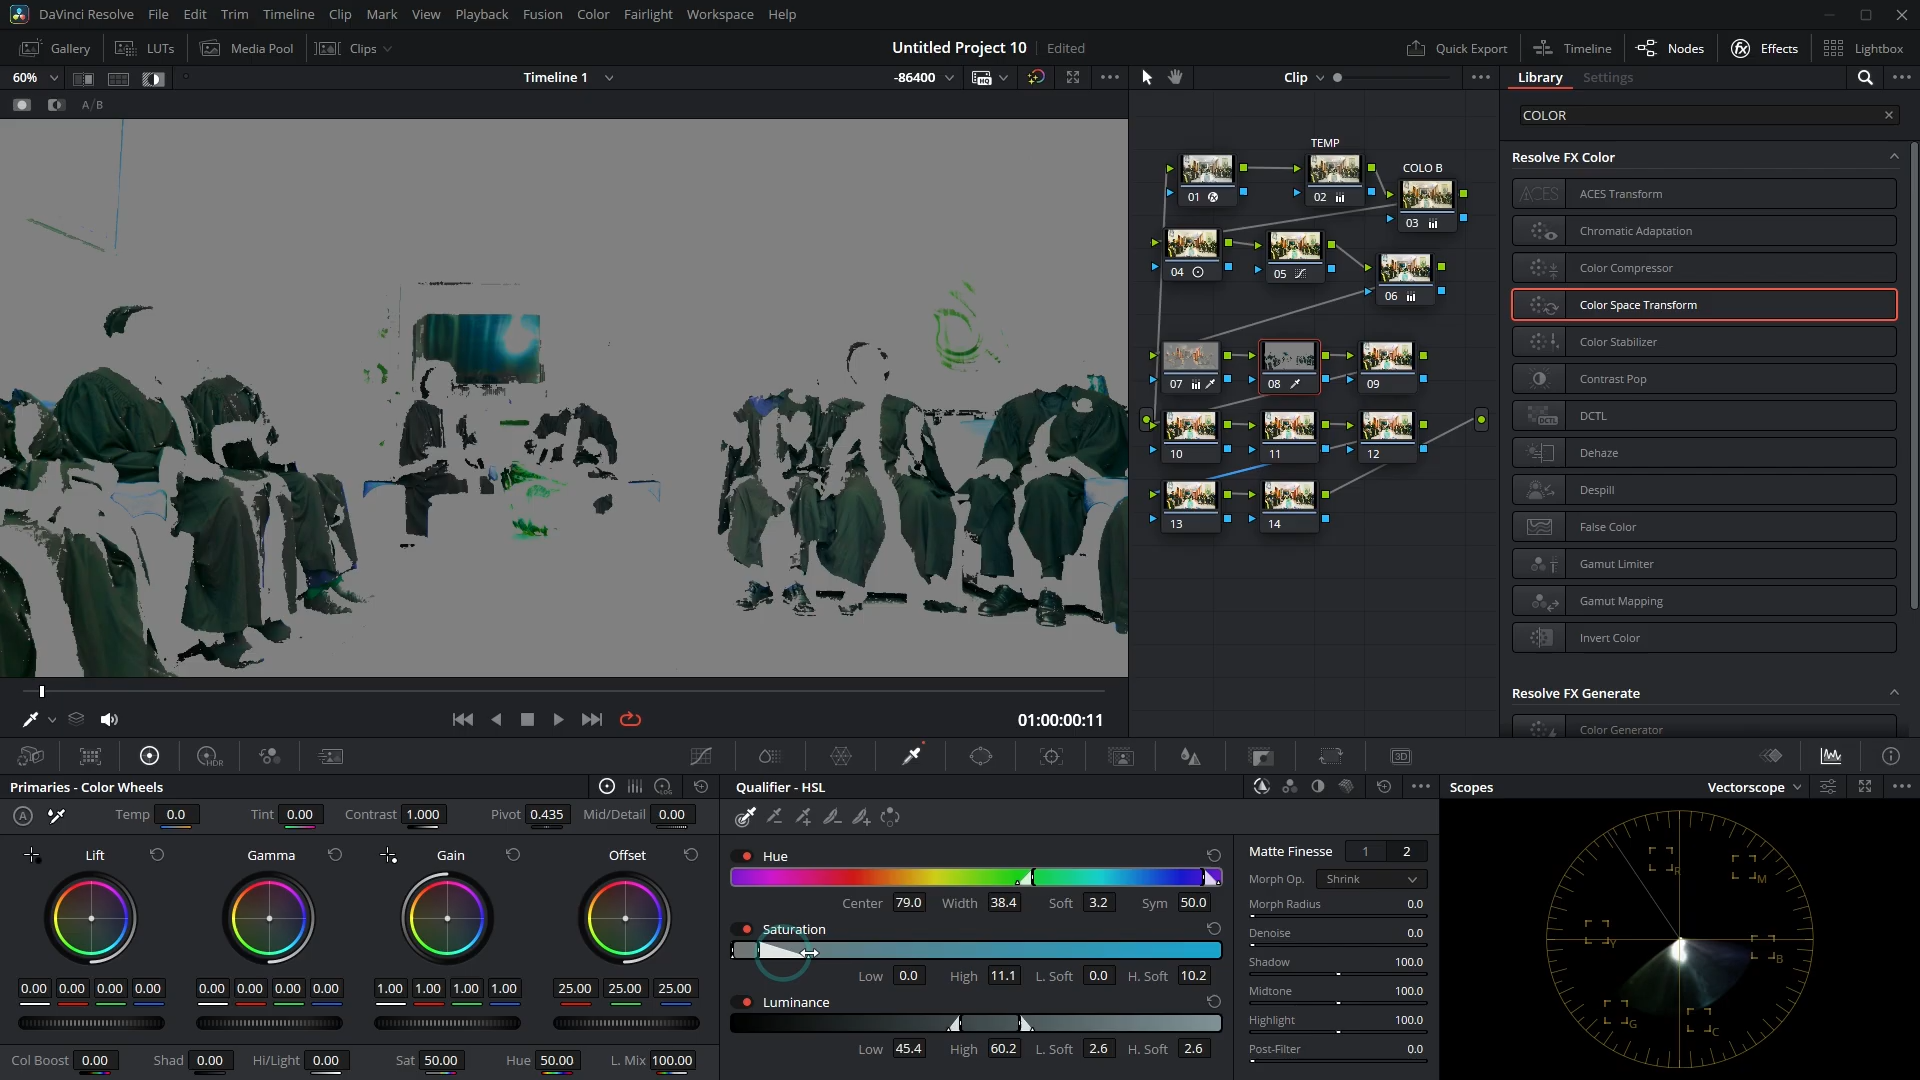 DaVinci Resolve File Edit Trim Timeline Clip Mark View Playback Fusion Color Fairlight Workspace Help
Gallery LUTs Media Pool Clips Untitled Project 10 Edited Quick Export Timeline Nodes Effects Lightbox
60% Timeline 1 -86400 HQ Clip Library Settings
A/B
COLOR
TEMP
COLO B
01
02
03
04
05
06
07
08
09
10
11
12
13
14
Resolve FX Color
ACES ACES Transform
Chromatic Adaptation
Color Compressor
Color Space Transform
Color Stabilizer
Contrast Pop
DCTL DCTL
Dehaze
Despill
False Color
Gamut Limiter
Gamut Mapping
Invert Color
Resolve FX Generate
Color Generator
01:00:00:11
HDR
3D
Primaries - Color Wheels
LOG
A Temp 0.0 Tint 0.00 Contrast 1.000 Pivot 0.435 Mid/Detail 0.00
Lift Gamma Gain Offset
0.00 0.00 0.00 0.00 0.00 0.00 0.00 0.00 1.00 1.00 1.00 1.00 25.00 25.00 25.00
Col Boost 0.00 Shad 0.00 Hi/Light 0.00 Sat 50.00 Hue 50.00 L. Mix 100.00
Qualifier - HSL
Hue
Center 79.0 Width 38.4 Soft 3.2 Sym 50.0
Saturation
Low 0.0 High 11.1 L. Soft 0.0 H. Soft 10.2
Luminance
Low 45.4 High 60.2 L. Soft 2.6 H. Soft 2.6
Matte Finesse 1 2
Morph Op. Shrink
Morph Radius 0.0
Denoise 0.0
Shadow 100.0
Midtone 100.0
Highlight 100.0
Post-Filter 0.0
Scopes Vectorscope
R
M
Y
B
G
C